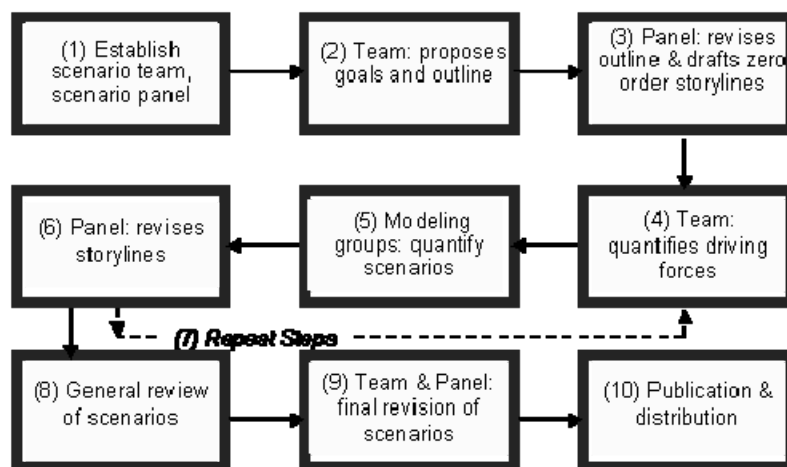 (1) Establish
scenario team,
scenario panel
(2) Team: proposes
goals and outline
(3) Panel: revises
outline & drafts zero
order storylines
(4) Team:
quantifies driving
forces
(5) Modeling
groups: quantify
scenarios
(6) Panel: revises
storylines
(7) Repeat Steps
(8) General review
of scenarios
(9) Team & Panel:
final revision of
scenarios
(10) Publication &
distribution